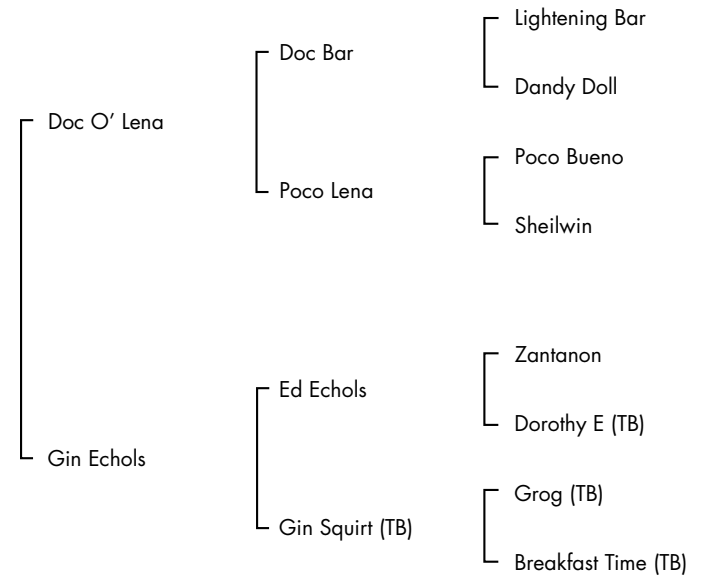 Lightening Bar
Doc Bar
Dandy Doll
Doc O’ Lena
Poco Bueno
Poco Lena
Sheilwin
Zantanon
Ed Echols
Dorothy E (TB)
Gin Echols
Grog (TB)
Gin Squirt (TB)
Breakfast Time (TB)